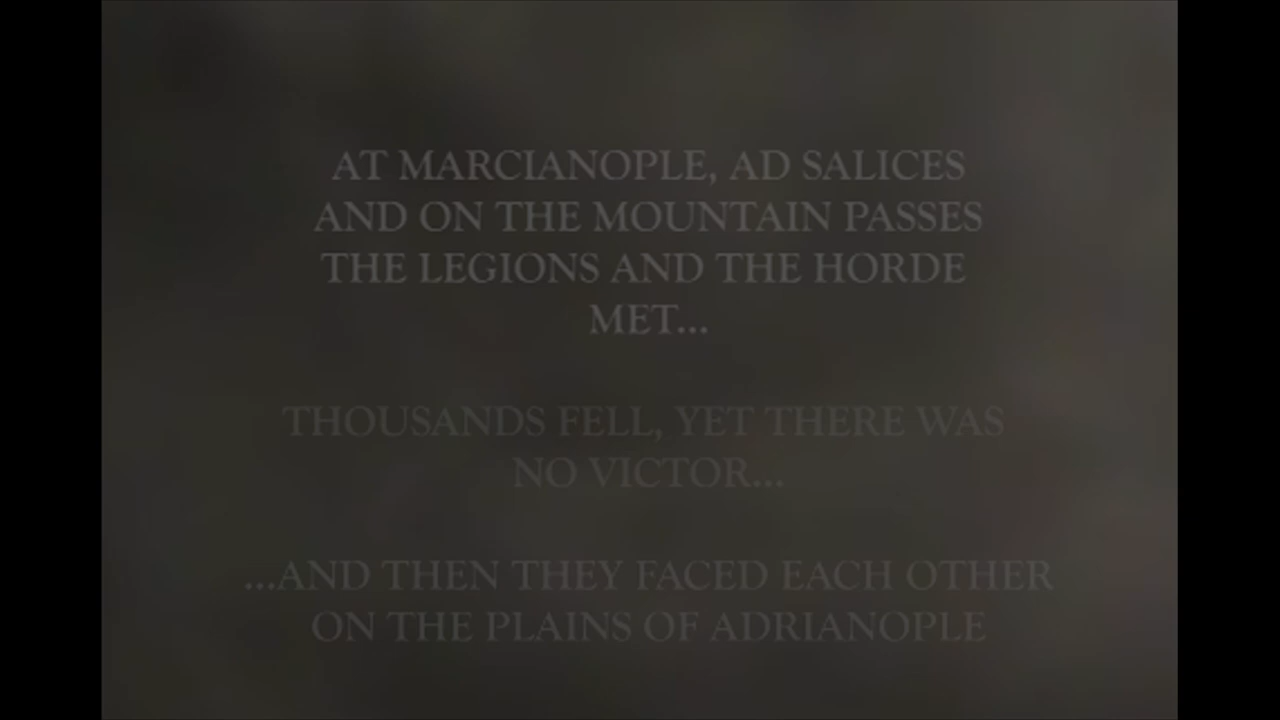 AT MARCIANOPLE, AD SALICES
AND ON THE MOUNTAIN PASSES
THE LEGIONS AND THE HORDE
MET...
THOUSANDS FELL, YET THERE WAS
NO VICTOR...
...AND THEN THEY FACED EACH OTHER
ON THE PLAINS OF ADRIANOPLE